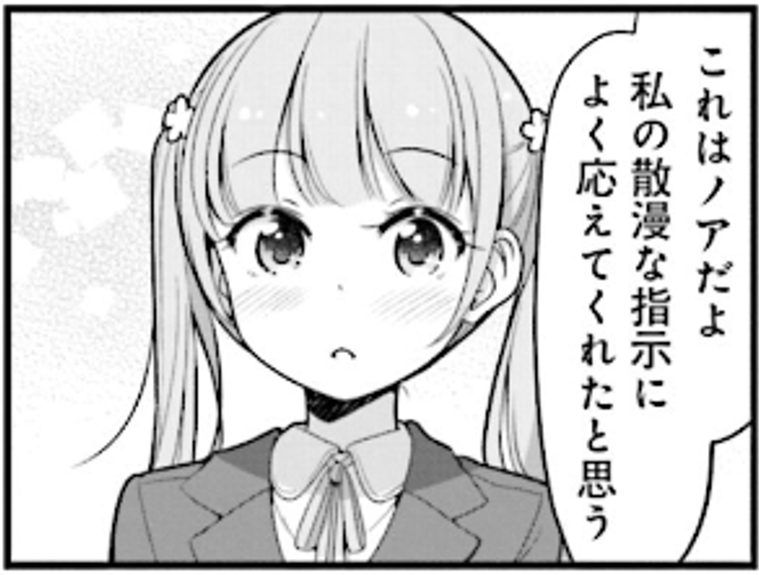 これはノアだよ
私の散漫な指示に
よく応えてくれたと思う